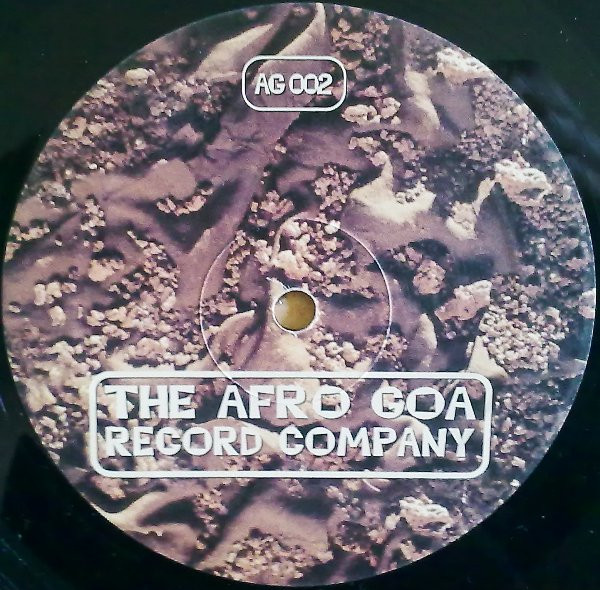 AG 002
THE AFRO GOA
RECORD COMPANY